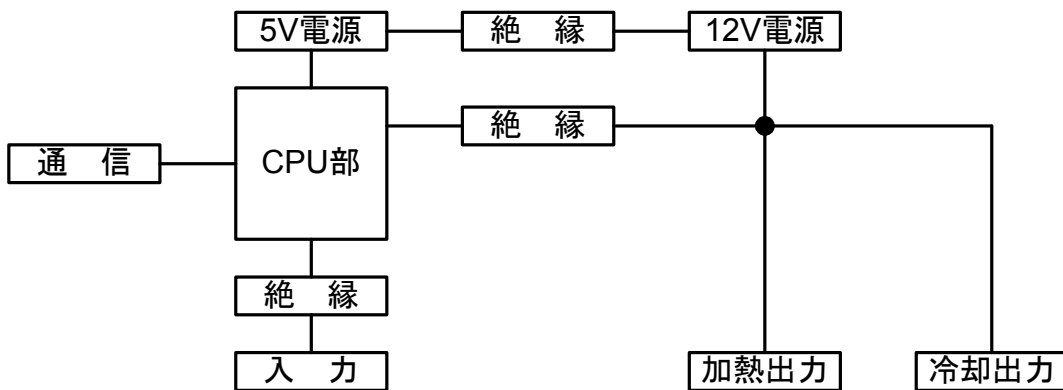 5V電源
絶　縁
12V電源
絶　縁
通　信
CPU部
絶　縁
入　力
加熱出力
冷却出力